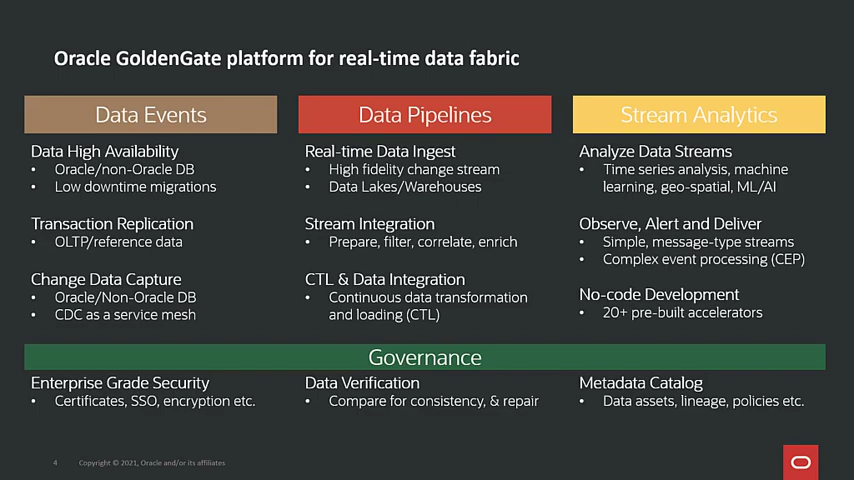 Oracle GoldenGate platform for real-time data fabric
Data Events
Data High Availability
• Oracle/non-Oracle DB
• Low downtime migrations
Transaction Replication
• OLTP/reference data
Change Data Capture
• Oracle/Non-Oracle DB
• CDC as a service mesh
Data Pipelines
Real-time Data Ingest
• High fidelity change stream
• Data Lakes/Warehouses
Stream Integration
• Prepare, filter, correlate, enrich
CTL & Data Integration
• Continuous data transformation
and loading (CTL)
Stream Analytics
Analyze Data Streams
• Time series analysis, machine
learning, geo-spatial, ML/AI
Observe, Alert and Deliver
• Simple, message-type streams
• Complex event processing (CEP)
No-code Development
• 20+ pre-built accelerators
Governance
Enterprise Grade Security
• Certificates, SSO, encryption etc.
Data Verification
• Compare for consistency, & repair
Metadata Catalog
• Data assets, lineage, policies etc.
4 Copyright © 2021, Oracle and/or its affiliates